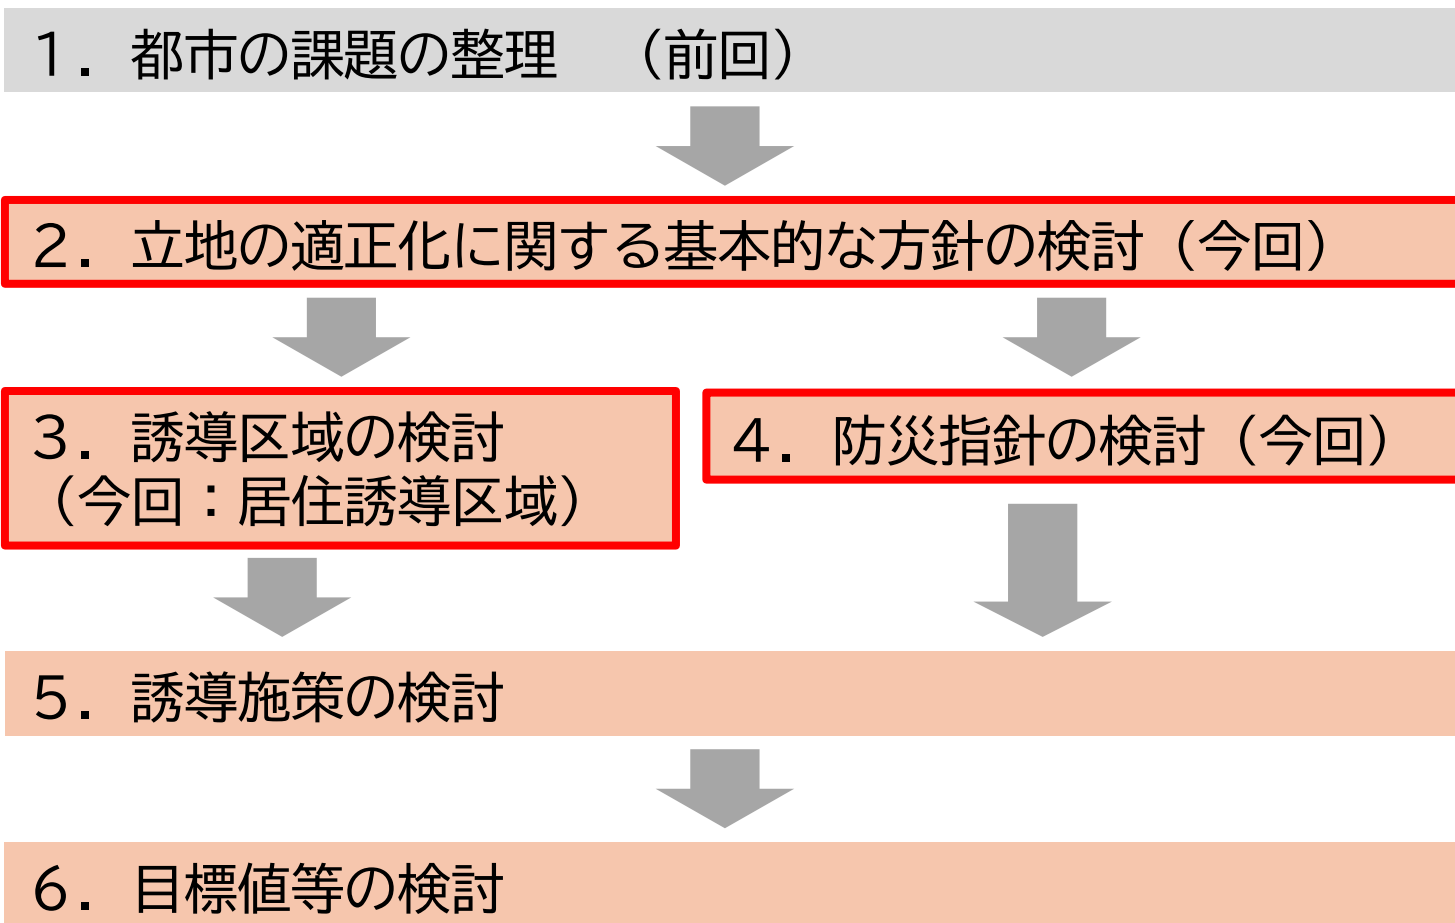 １．都市の課題の整理　（前回）
２．立地の適正化に関する基本的な方針の検討（今回）
３．誘導区域の検討
（今回：居住誘導区域）
４．防災指針の検討（今回）
５．誘導施策の検討
６．目標値等の検討